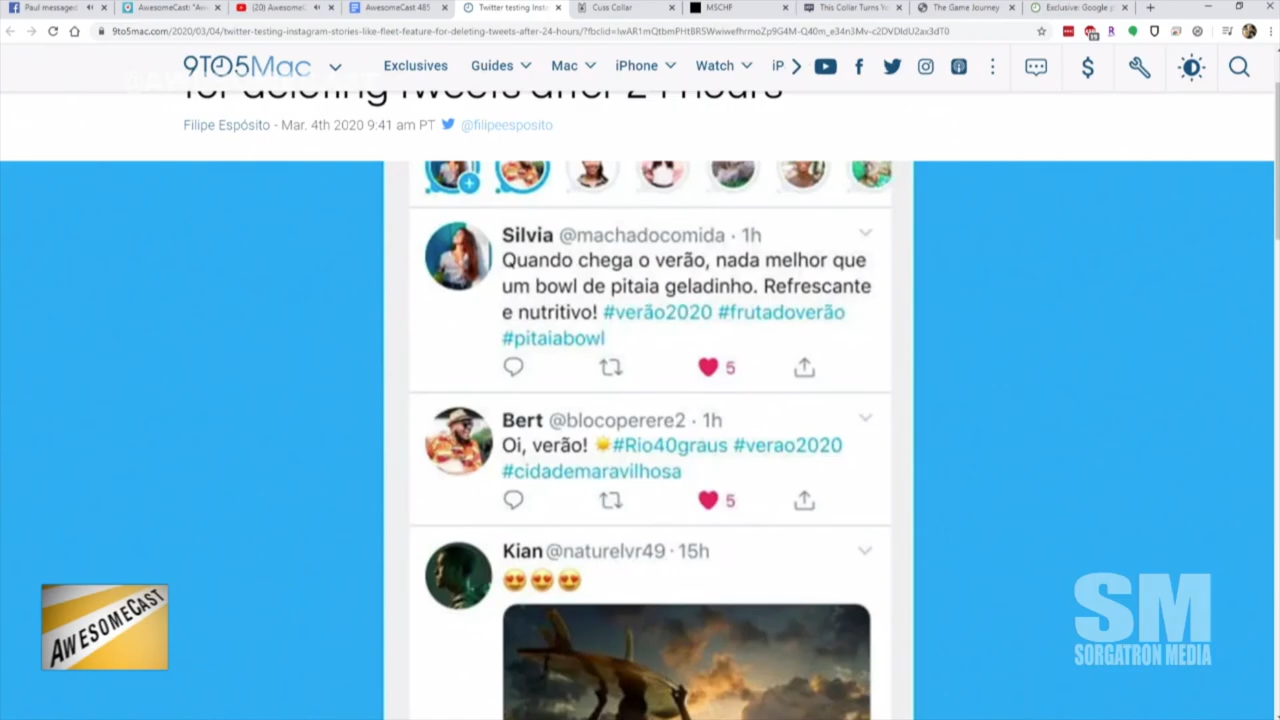 Paul messaged
AwesomeCast: "Aw
(20) AwesomeC
AwesomeCast 485
Twitter testing Inst
Cuss Collar
MSCHF
This Collar Turns Y
The Game Journey
Exclusive: Google p
9to5mac.com/2020/03/04/twitter-testing-instagram-stories-like-fleet-feature-for-deleting-tweets-after-24-hours/?fbclid=IwAR1mQtbmPHtBR5WwiwefhrmoZp9G4M-Q40m_e34n3Mv-c2DVDIdU2ax3dT0
9TO5Mac Exclusives Guides Mac iPhone Watch iP
for deleting tweets after 24 hours
Filipe Espósito - Mar. 4th 2020 9:41 am PT @filipeesposito
Silvia @machadocomida · 1h
Quando chega o verão, nada melhor que
um bowl de pitaia geladinho. Refrescante
e nutritivo! #verão2020 #frutadoverão
#pitaiabowl
5
Bert @blocoperere2 · 1h
Oi, verão! ☀️#Rio40graus #verao2020
#cidademaravilhosa
5
Kian @naturelvr49 · 15h
😍😍😍
AWESOMECAST
SM
SORGATRON MEDIA